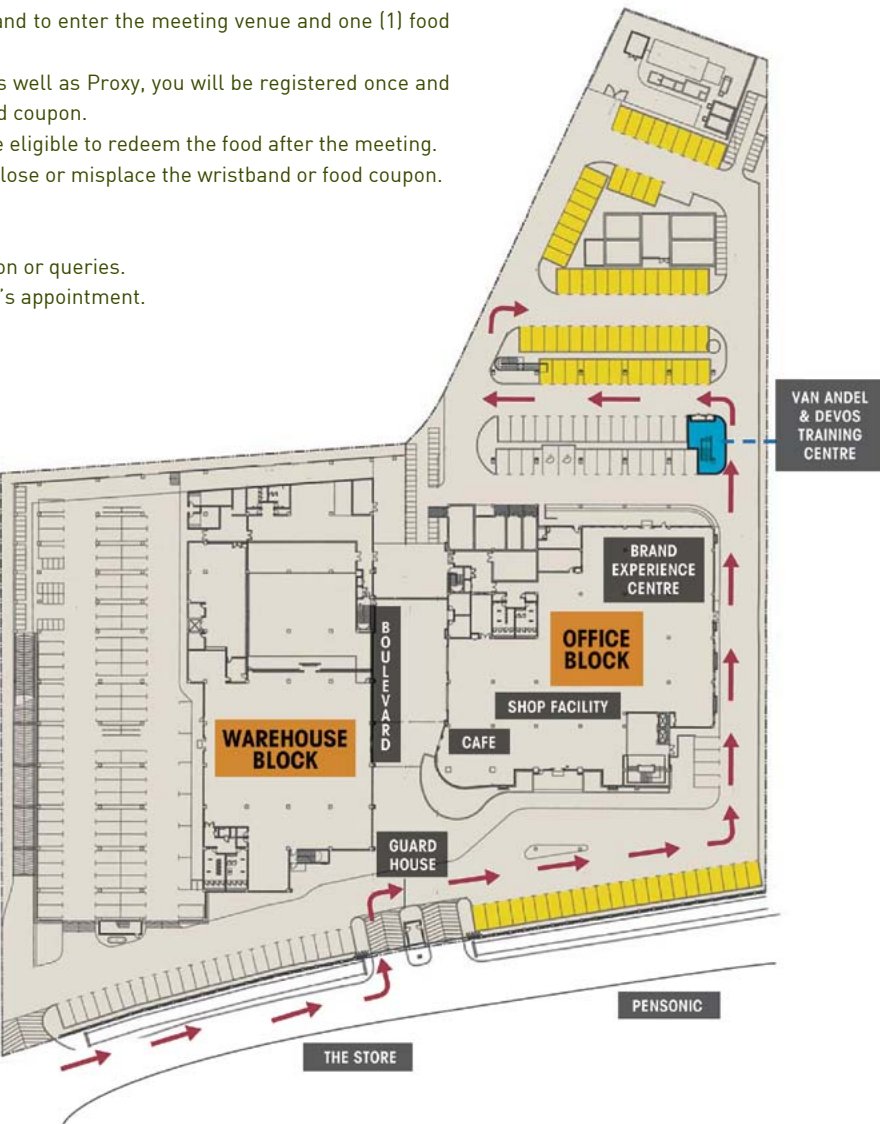 and to enter the meeting venue and one (1) food
s well as Proxy, you will be registered once and
d coupon.
e eligible to redeem the food after the meeting.
lose or misplace the wristband or food coupon.
on or queries.
's appointment.
VAN ANDEL
& DEVOS
TRAINING
CENTRE
BRAND
EXPERIENCE
CENTRE
OFFICE
BLOCK
BOULEVARD
SHOP FACILITY
CAFE
WAREHOUSE
BLOCK
GUARD
HOUSE
PENSONIC
THE STORE